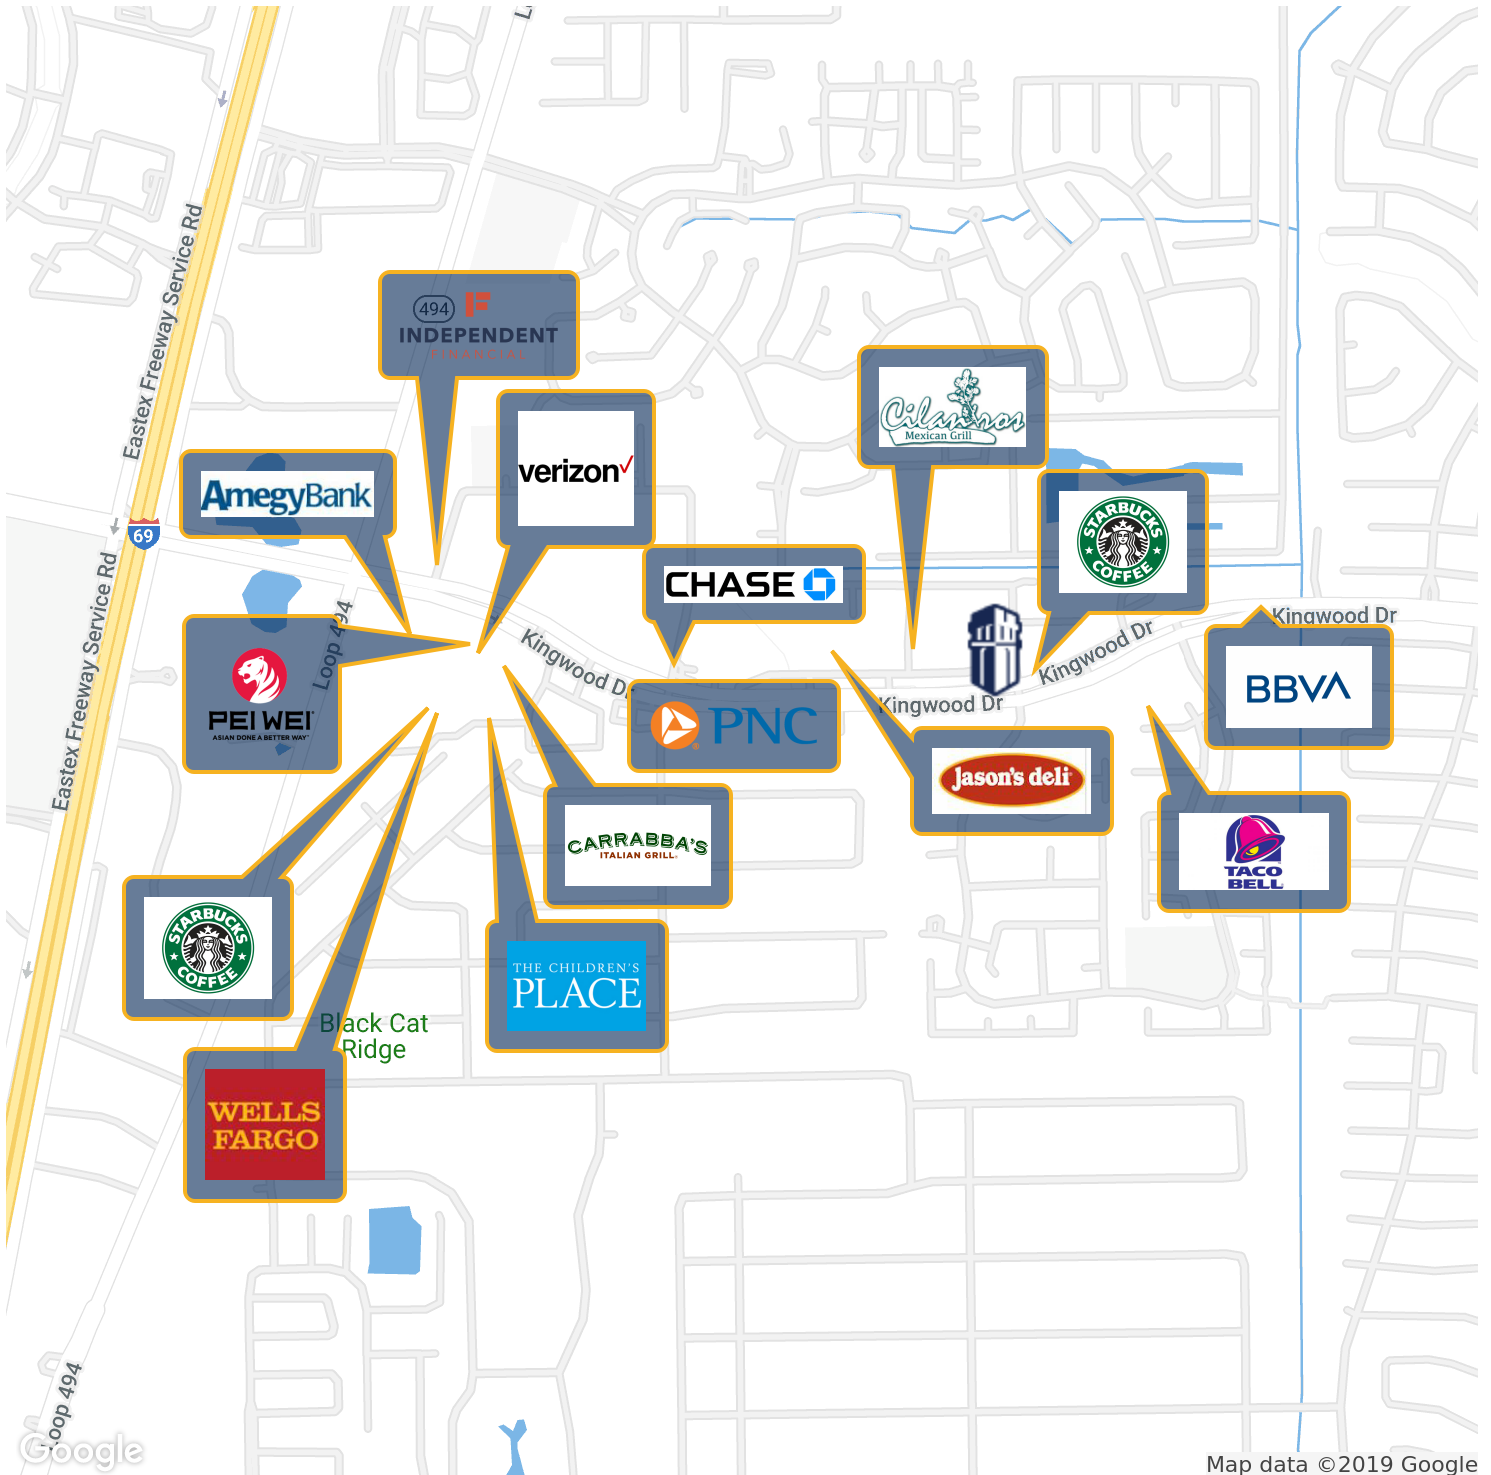 Eastex Freeway Service Rd
494
INDEPENDENT
FINANCIAL
verizon
Cilantros
Mexican Grill
AmegyBank
69
STARBUCKS
COFFEE
CHASE
Kingwood Dr
Loop 494
Kingwood Dr
Kingwood Dr
Kingwood Dr
BBVA
PEI WEI
ASIAN DONE A BETTER WAY
PNC
Eastex Freeway Service Rd
Jason's deli
CARRABBA'S
ITALIAN GRILL
TACO
BELL
STARBUCKS
COFFEE
THE CHILDREN'S
PLACE
Black Cat
Ridge
WELLS
FARGO
Loop 494
Google
Map data ©2019 Google